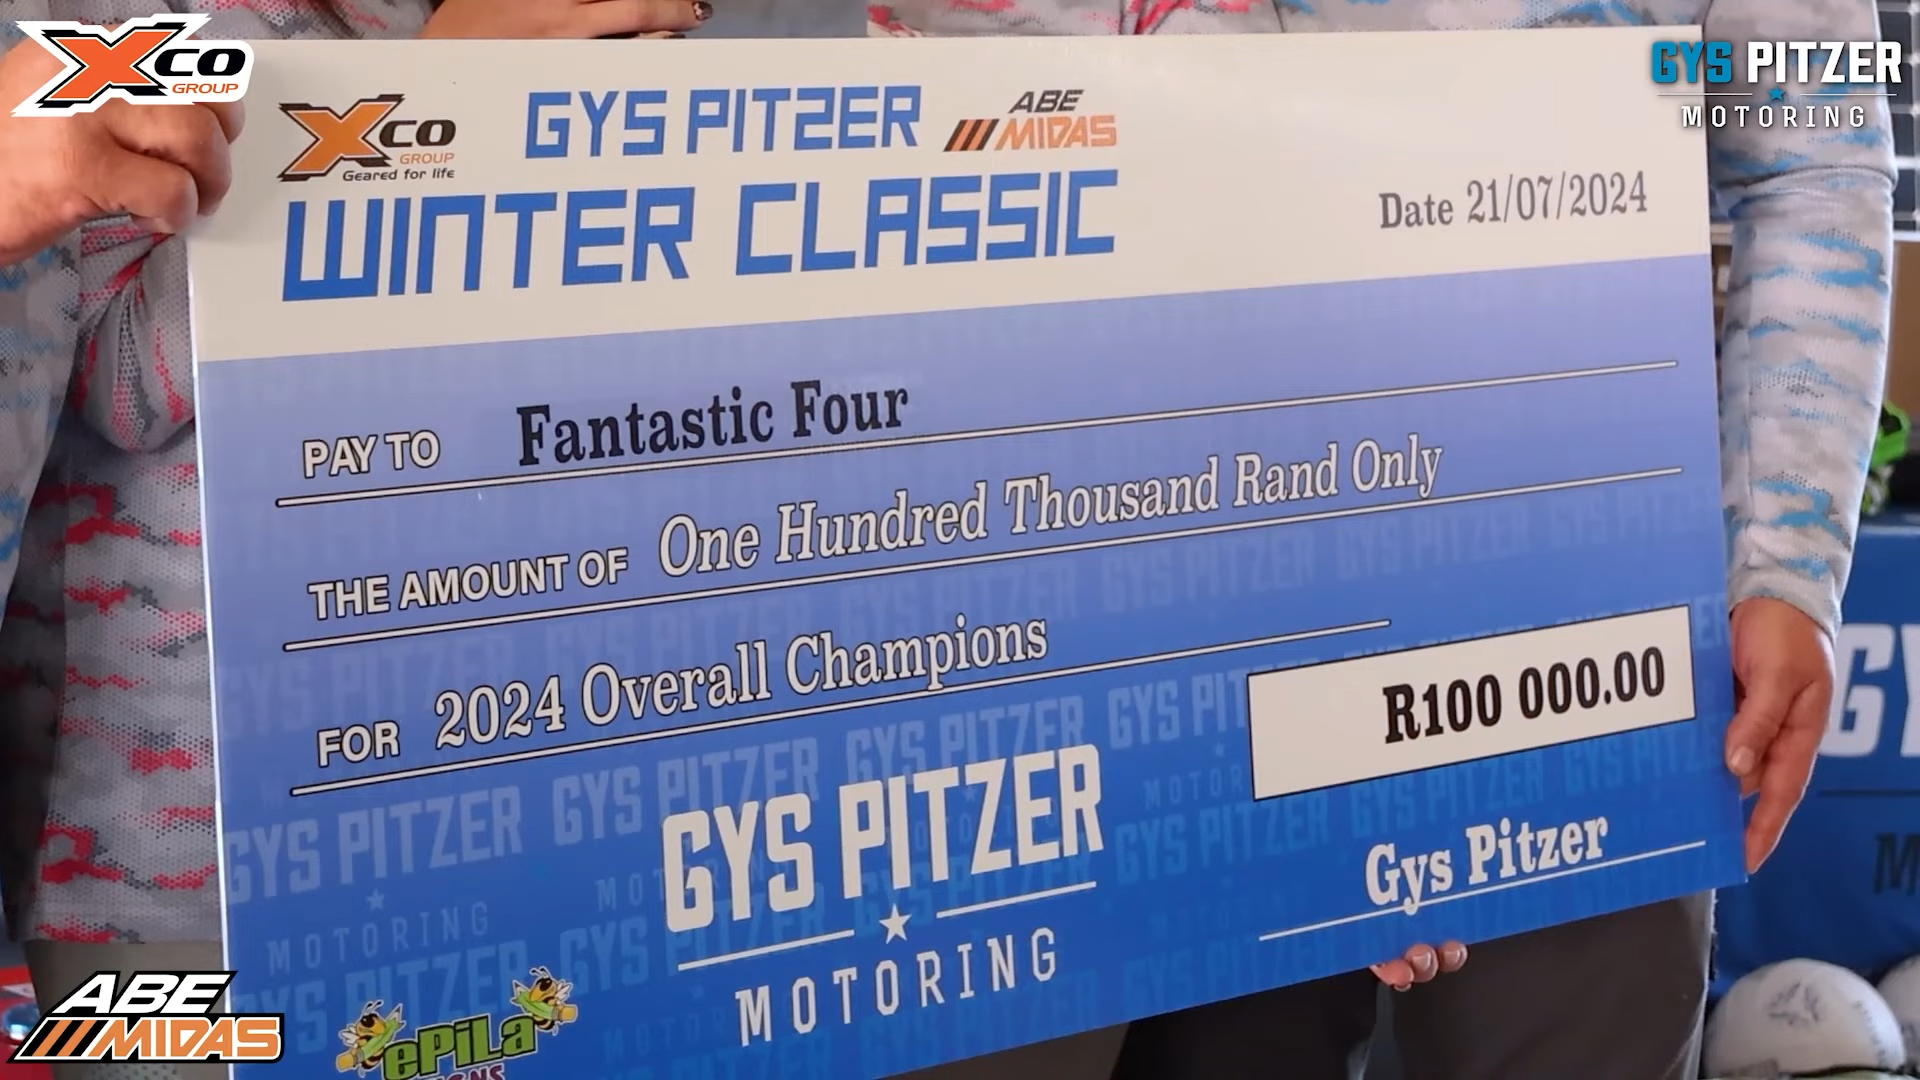 XCO
GROUP
GYS PITZER
MOTORING
XCO
GROUP
Geared for life
GYS PITZER
ABE
MIDAS
WINTER CLASSIC
Date 21/07/2024
PAY TO Fantastic Four
THE AMOUNT OF One Hundred Thousand Rand Only
FOR 2024 Overall Champions
R100 000.00
GYS PITZER
MOTORING
Gys Pitzer
ePiLa
ABE
MIDAS